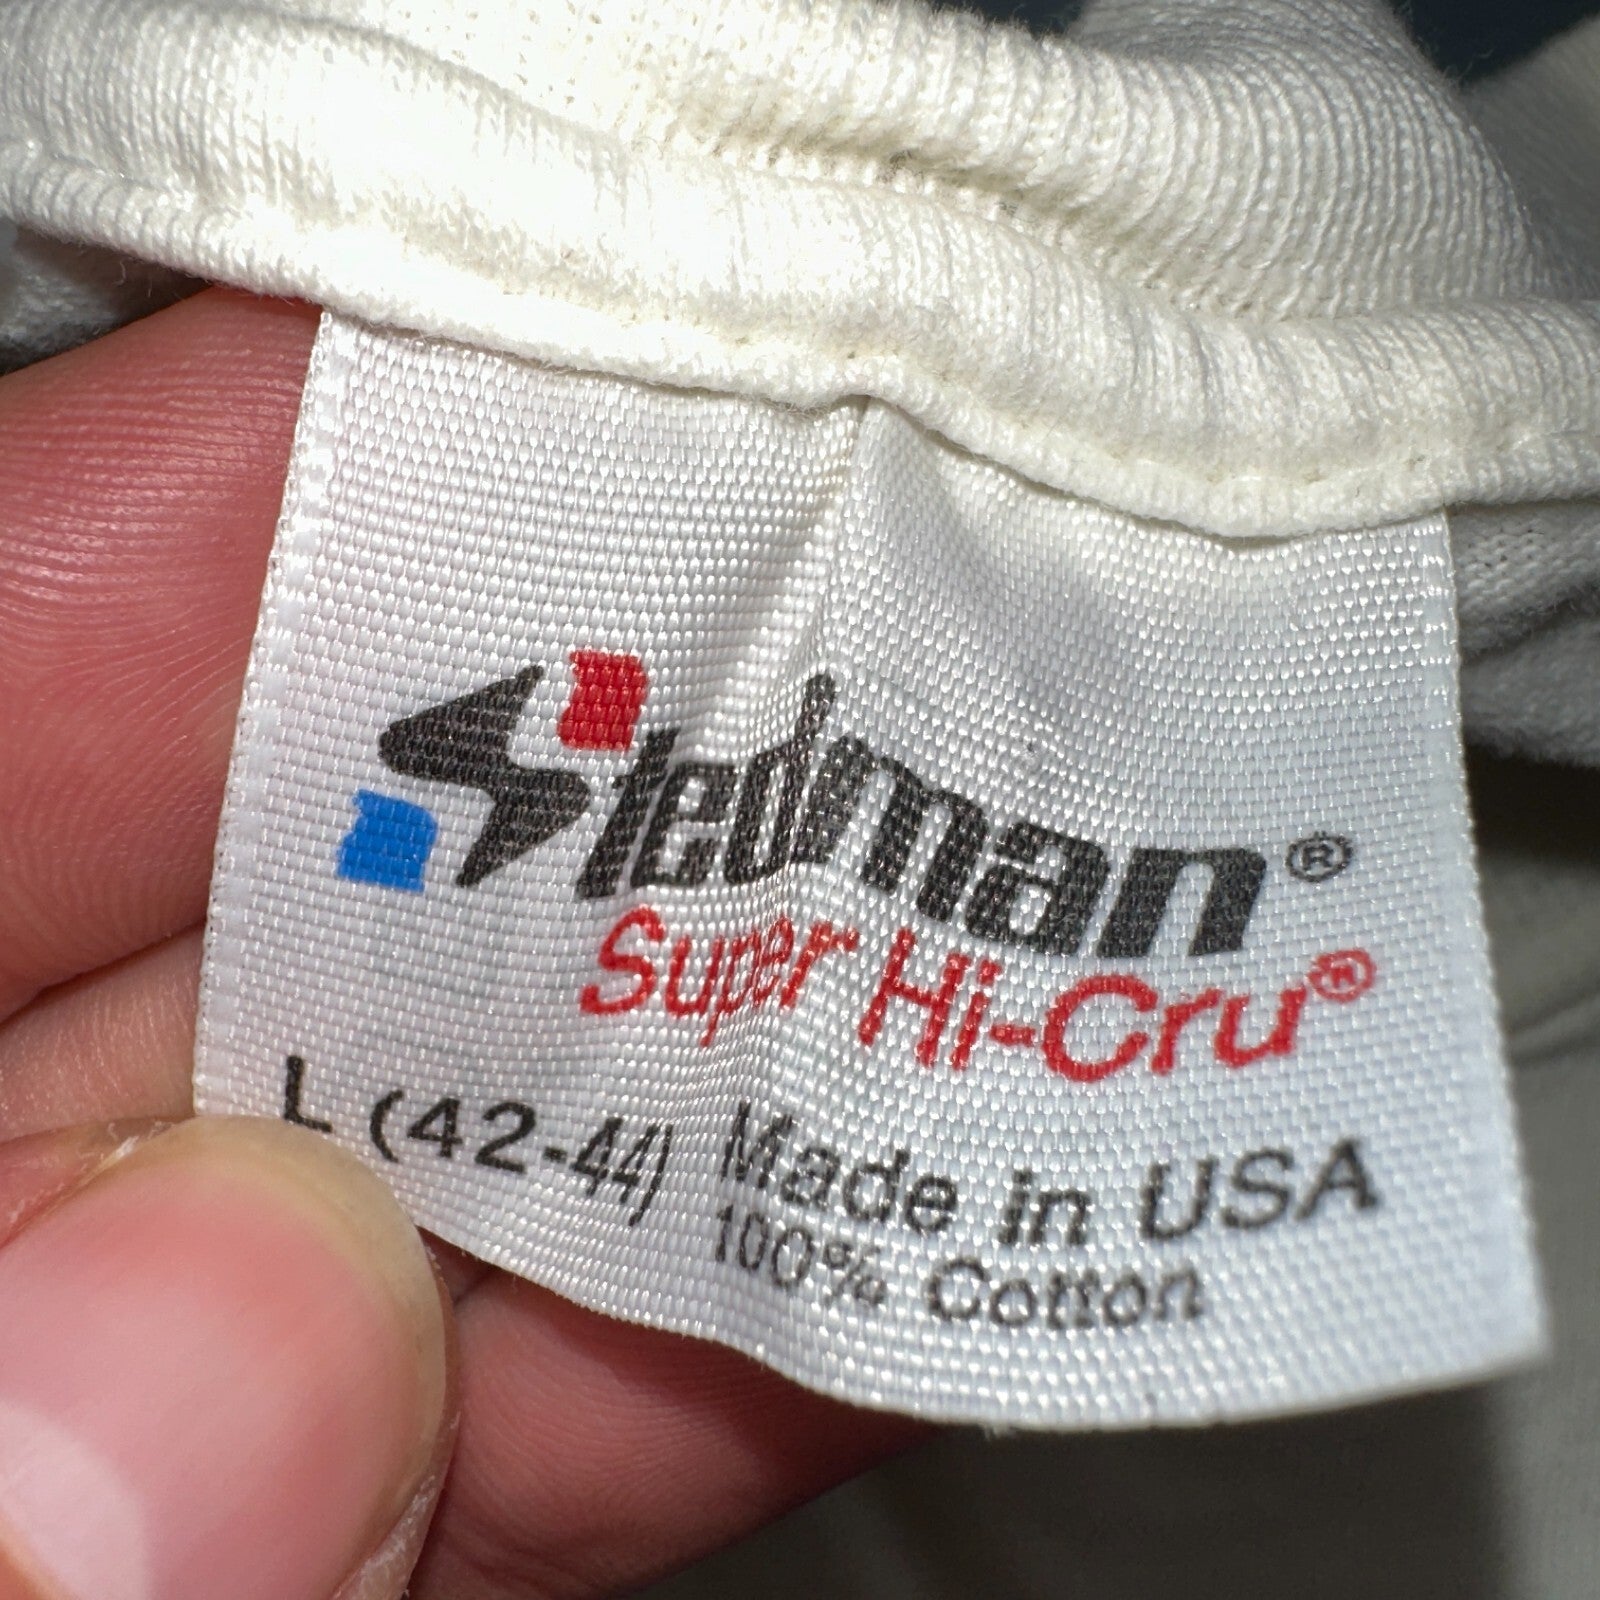 Stedman®
Super Hi-Cru®
L (42-44) Made in USA
100% Cotton